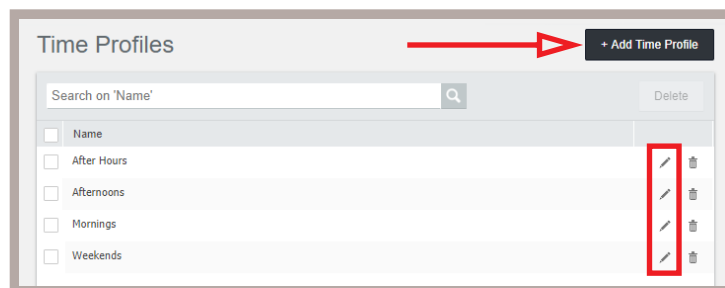 Time Profiles
+ Add Time Profile
Search on 'Name'
Delete
Name
After Hours
Afternoons
Mornings
Weekends